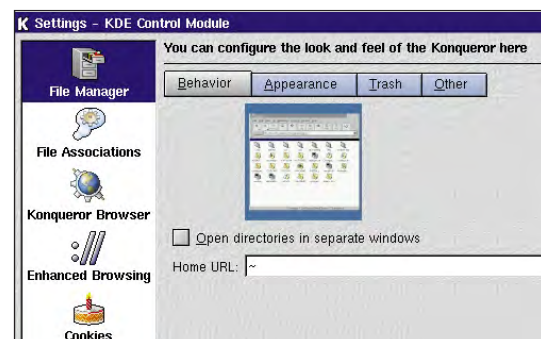 Settings - KDE Control Module
You can configure the look and feel of the Konqueror here
File Manager
File Associations
Konqueror Browser
Enhanced Browsing
Cookies
Behavior Appearance Trash Other
Open directories in separate windows
Home URL: ~